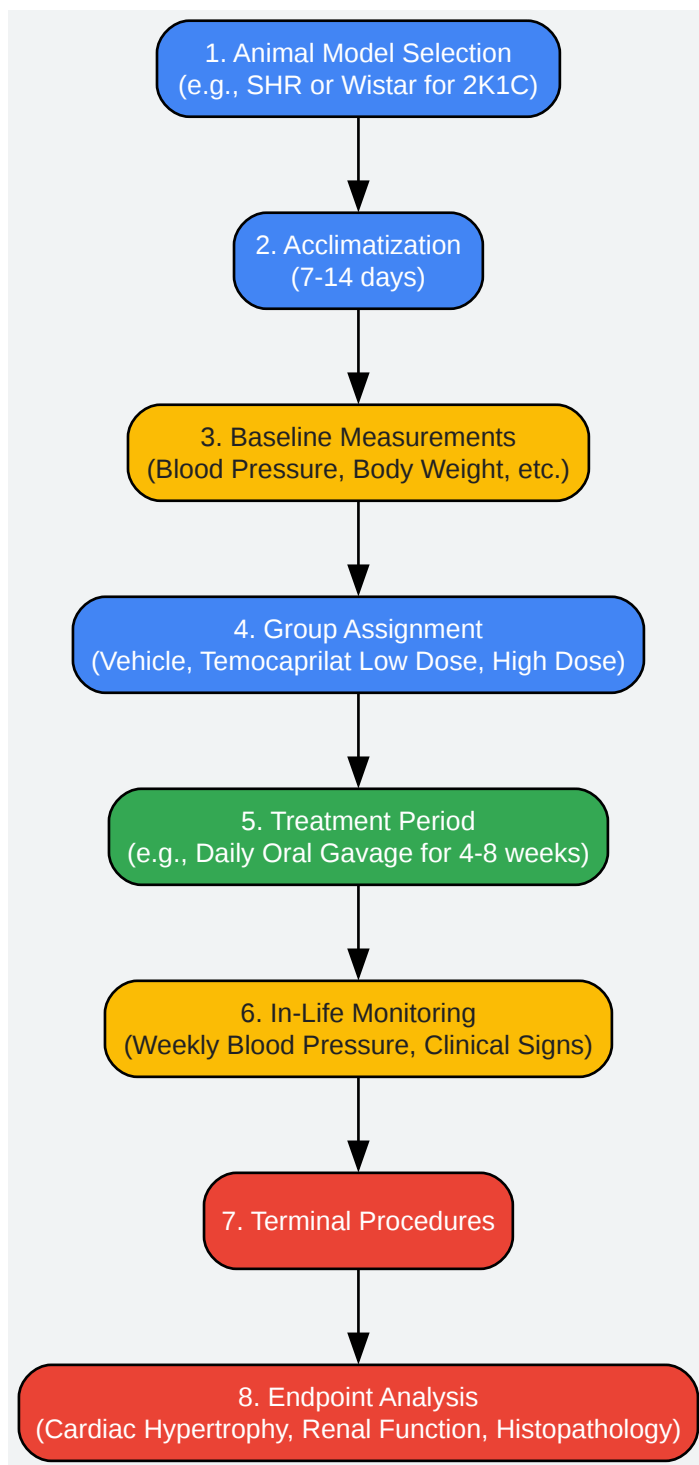 1. Animal Model Selection
(e.g., SHR or Wistar for 2K1C)
2. Acclimatization
(7-14 days)
3. Baseline Measurements
(Blood Pressure, Body Weight, etc.)
4. Group Assignment
(Vehicle, Temocaprilat Low Dose, High Dose)
5. Treatment Period
(e.g., Daily Oral Gavage for 4-8 weeks)
6. In-Life Monitoring
(Weekly Blood Pressure, Clinical Signs)
7. Terminal Procedures
8. Endpoint Analysis
(Cardiac Hypertrophy, Renal Function, Histopathology)